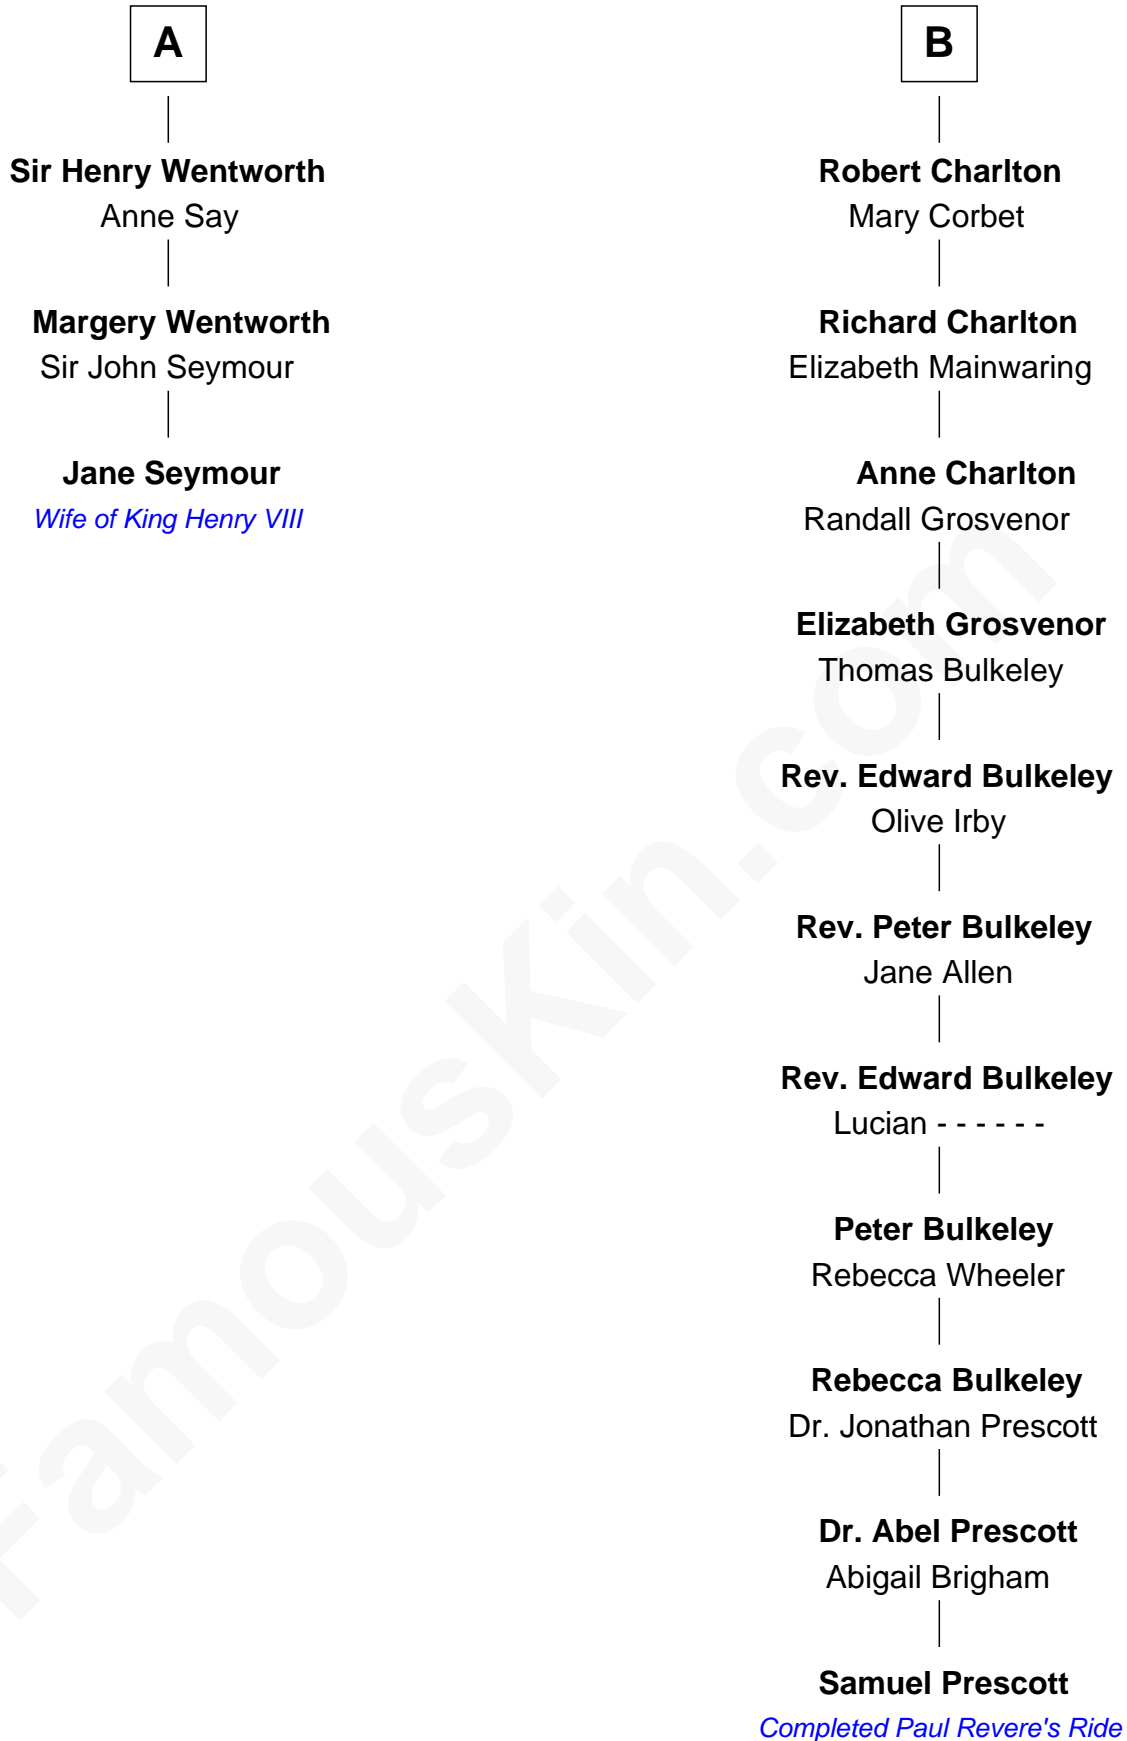 A
Sir Henry Wentworth
Anne Say
Margery Wentworth
Sir John Seymour
Jane Seymour
Wife of King Henry VIII
B
Robert Charlton
Mary Corbet
Richard Charlton
Elizabeth Mainwaring
Anne Charlton
Randall Grosvenor
Elizabeth Grosvenor
Thomas Bulkeley
Rev. Edward Bulkeley
Olive Irby
Rev. Peter Bulkeley
Jane Allen
Rev. Edward Bulkeley
Lucian - - - - - -
Peter Bulkeley
Rebecca Wheeler
Rebecca Bulkeley
Dr. Jonathan Prescott
Dr. Abel Prescott
Abigail Brigham
Samuel Prescott
Completed Paul Revere's Ride
FamousKin.com